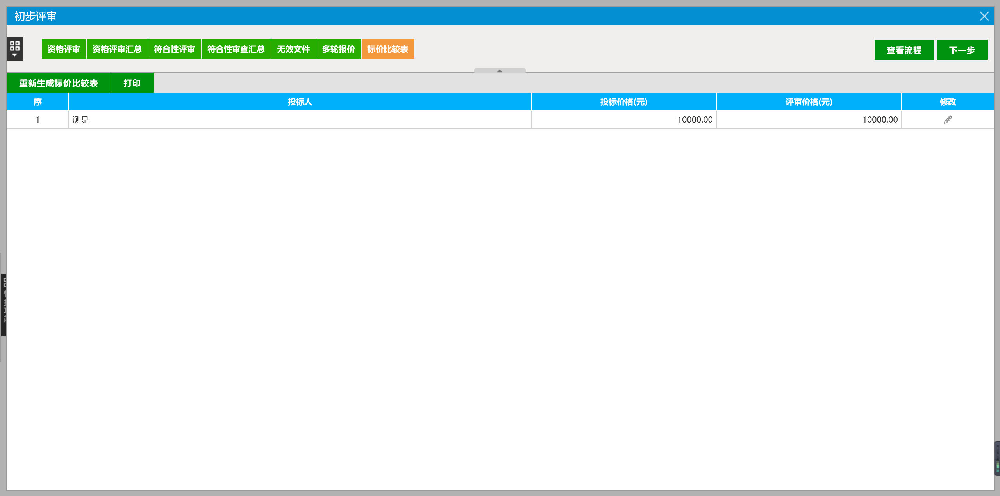 初步评审
资格评审 资格评审汇总 符合性评审 符合性审查汇总 无效文件 多轮报价 标价比较表 查看流程 下一步
重新生成标价比较表 打印
序 投标人 投标价格(元) 评审价格(元) 修改
1 测是 10000.00 10000.00